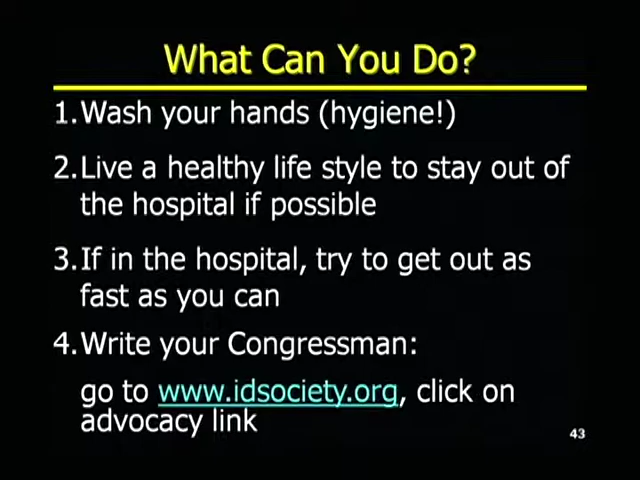 What Can You Do?
1.Wash your hands (hygiene!)
2.Live a healthy life style to stay out of
the hospital if possible
3.If in the hospital, try to get out as
fast as you can
4.Write your Congressman:
go to www.idsociety.org, click on
advocacy link
43